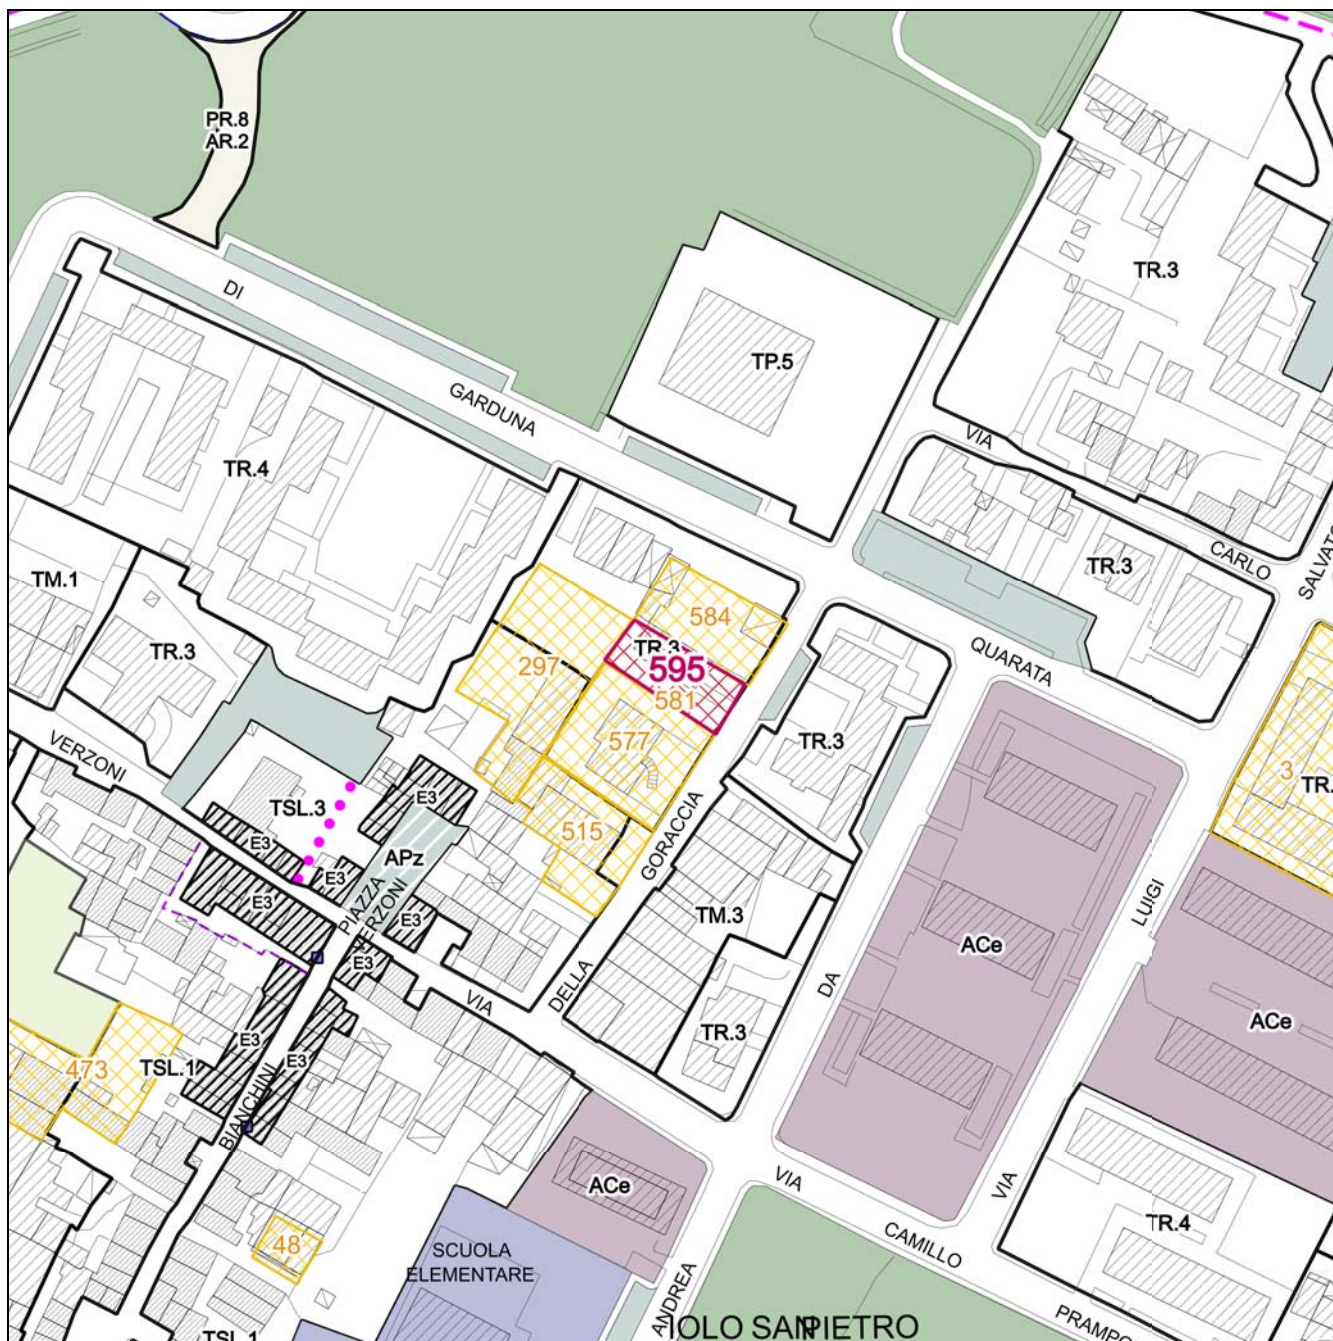 PR.8
AR.2
DI
GARDUNA
TP.5
TR.3
VIA
CARLO
TR.4
TM.1
TR.3
TR.3
584
TR.3
595
581
297
577
QUARATA
TR.3
VERZONI
E3
TSL.3
APz
E3
E3
E3
E3
E3
PIAZZA
515
GORACCIA
3
LUIGI
TM.3
ACe
DELLA
VIA
DA
ACe
TR.3
E3
E3
473
TSL.1
BIANCHINI
ACe
VIA
VIA
TR.4
CAMILLO
48
SCUOLA
ELEMENTARE
ANDREA
TSL.1